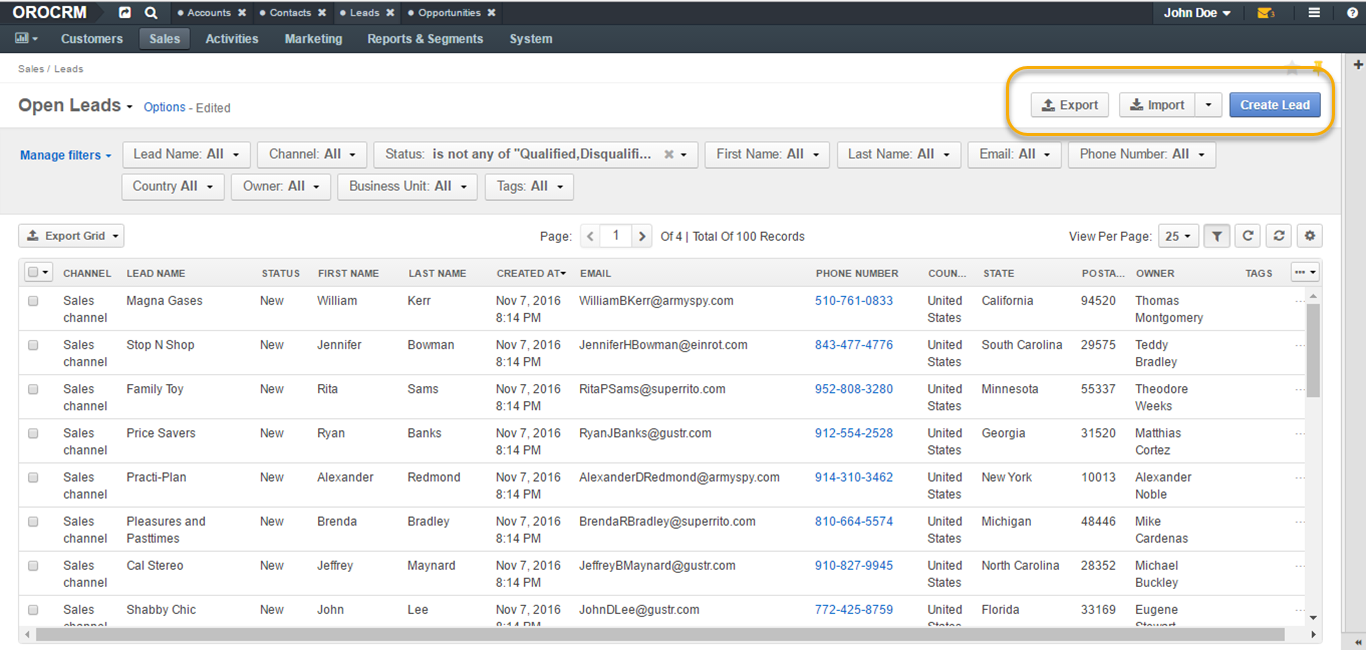 OROCRM Accounts Contacts Leads Opportunities John Doe 3
Customers Sales Activities Marketing Reports & Segments System
Sales / Leads
Open Leads Options - Edited Export Import Create Lead
Manage filters Lead Name: All Channel: All Status: is not any of "Qualified,Disqualifi... First Name: All Last Name: All Email: All Phone Number: All
Country All Owner: All Business Unit: All Tags: All
Export Grid Page: 1 Of 4 | Total Of 100 Records View Per Page: 25
CHANNEL LEAD NAME STATUS FIRST NAME LAST NAME CREATED AT EMAIL PHONE NUMBER COUN... STATE POSTA... OWNER TAGS
Sales Magna Gases New William Kerr Nov 7, 2016 WilliamBKerr@armyspy.com 510-761-0833 United California 94520 Thomas
channel 8:14 PM States Montgomery
Sales Stop N Shop New Jennifer Bowman Nov 7, 2016 JenniferHBowman@einrot.com 843-477-4776 United South Carolina 29575 Teddy
channel 8:14 PM States Bradley
Sales Family Toy New Rita Sams Nov 7, 2016 RitaPSams@superrito.com 952-808-3280 United Minnesota 55337 Theodore
channel 8:14 PM States Weeks
Sales Price Savers New Ryan Banks Nov 7, 2016 RyanJBanks@gustr.com 912-554-2528 United Georgia 31520 Matthias
channel 8:14 PM States Cortez
Sales Practi-Plan New Alexander Redmond Nov 7, 2016 AlexanderDRedmond@armyspy.com 914-310-3462 United New York 10013 Alexander
channel 8:14 PM States Noble
Sales Pleasures and New Brenda Bradley Nov 7, 2016 BrendaRBradley@superrito.com 810-664-5574 United Michigan 48446 Mike
channel Pasttimes 8:14 PM States Cardenas
Sales Cal Stereo New Jeffrey Maynard Nov 7, 2016 JeffreyBMaynard@gustr.com 910-827-9945 United North Carolina 28352 Michael
channel 8:14 PM States Buckley
Sales Shabby Chic New John Lee Nov 7, 2016 JohnDLee@gustr.com 772-425-8759 United Florida 33169 Eugene
channel 8:14 PM States Stewart